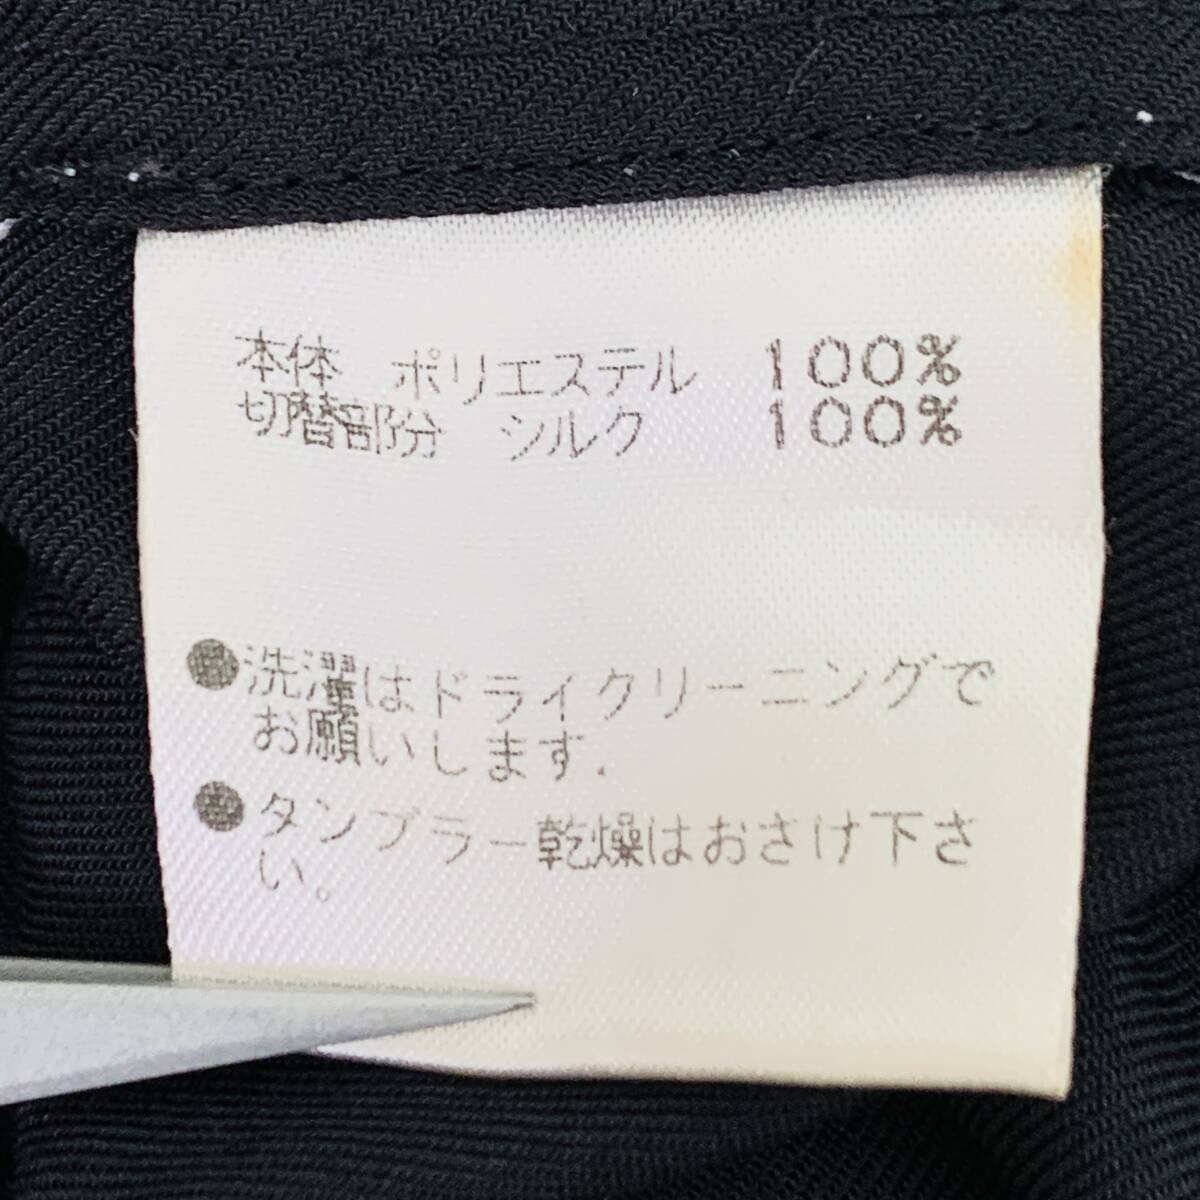 本体 ポリエステル 100%
切替部分 シルク 100%
●洗濯はドライクリーニングで
お願いします.
●タンブラー乾燥はおさけ下さ
い。